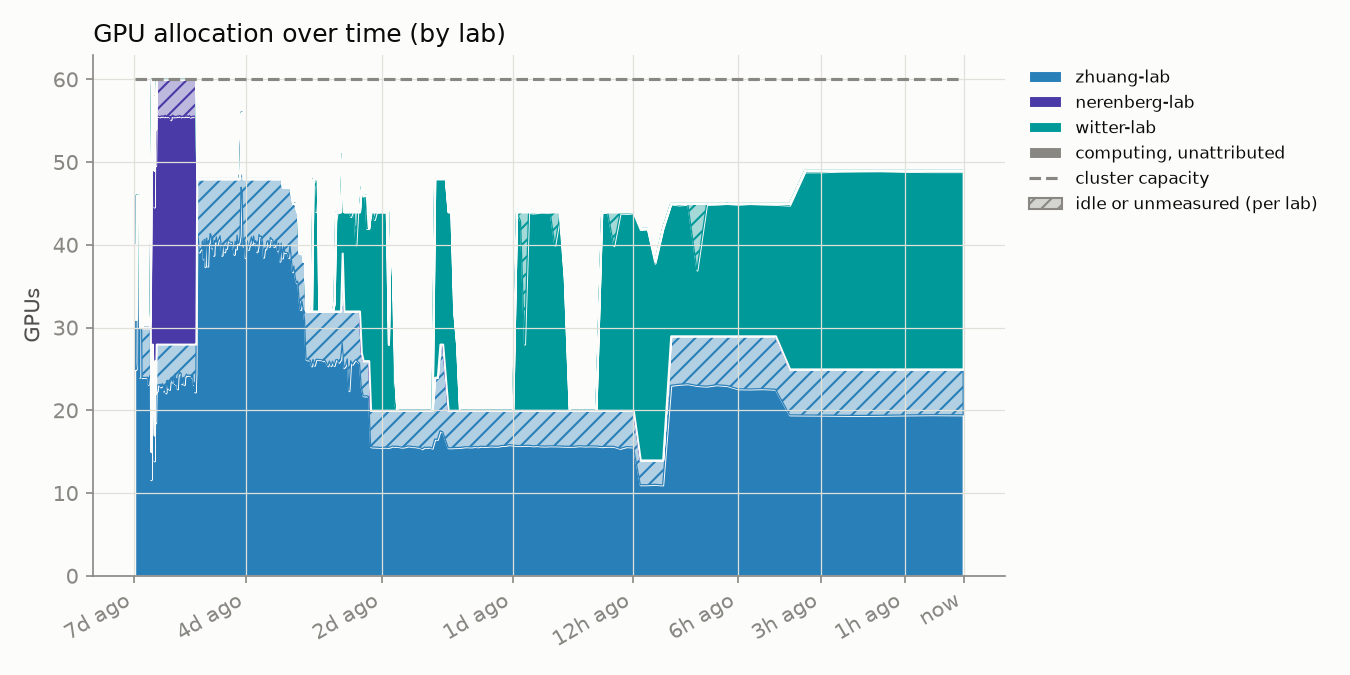 GPU allocation over time (by lab)
GPUs
60
50
40
30
20
10
0
7d ago
4d ago
2d ago
1d ago
12h ago
6h ago
3h ago
1h ago
now
zhuang-lab
nerenberg-lab
witter-lab
computing, unattributed
cluster capacity
idle or unmeasured (per lab)